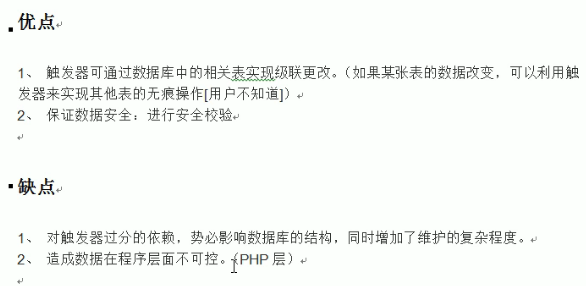 优点
1、 触发器可通过数据库中的相关表实现级联更改。（如果某张表的数据改变，可以利用触
发器来实现其他表的无痕操作[用户不知道]）
2、 保证数据安全：进行安全校验
缺点
1、 对触发器过分的依赖，势必影响数据库的结构，同时增加了维护的复杂程度。
2、 造成数据在程序层面不可控。（PHP 层）